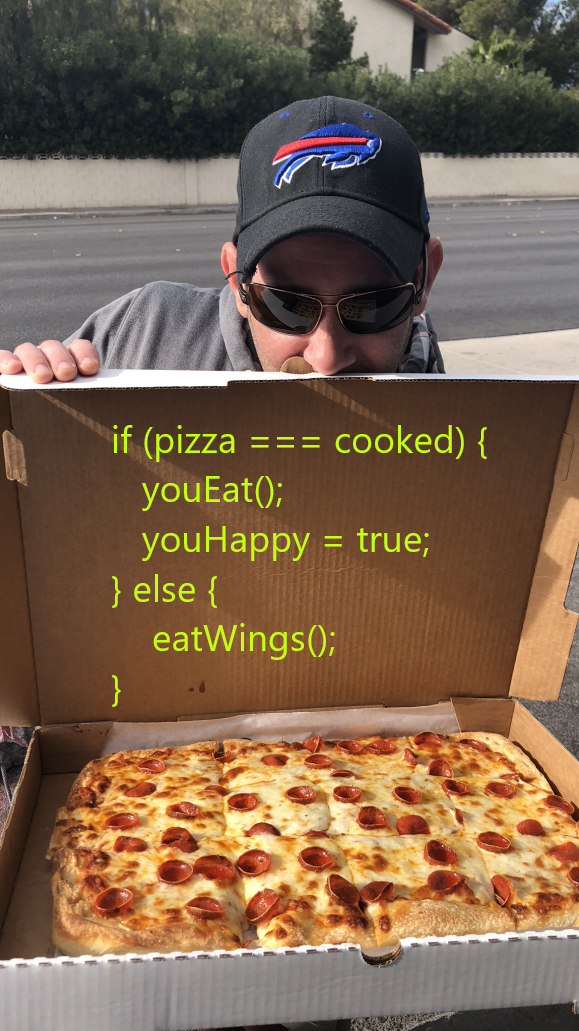 if (pizza === cooked) {
youEat();
youHappy = true;
} else {
eatWings();
}